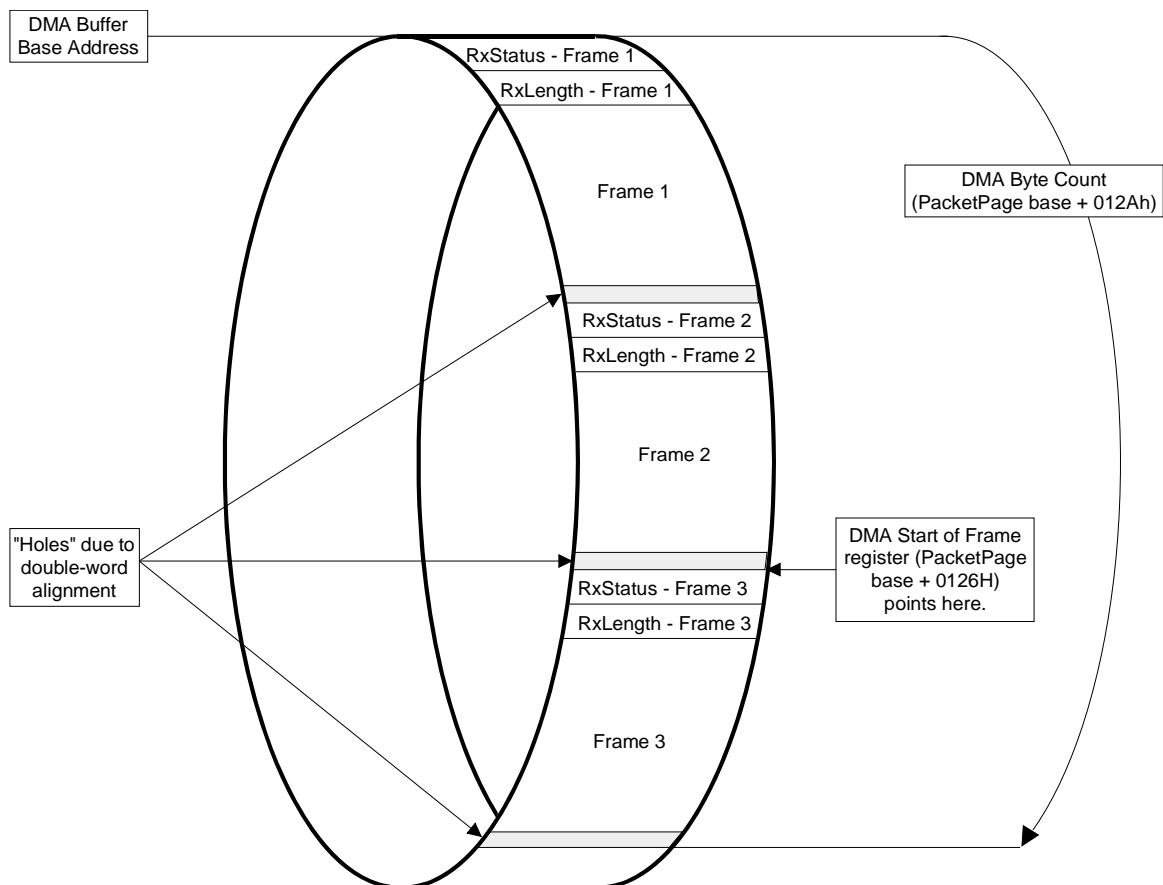 DMA Buffer
Base Address
RxStatus - Frame 1
RxLength - Frame 1
Frame 1
DMA Byte Count
(PacketPage base + 012Ah)
RxStatus - Frame 2
RxLength - Frame 2
Frame 2
"Holes" due to
double-word
alignment
DMA Start of Frame
register (PacketPage
base + 0126H)
points here.
RxStatus - Frame 3
RxLength - Frame 3
Frame 3